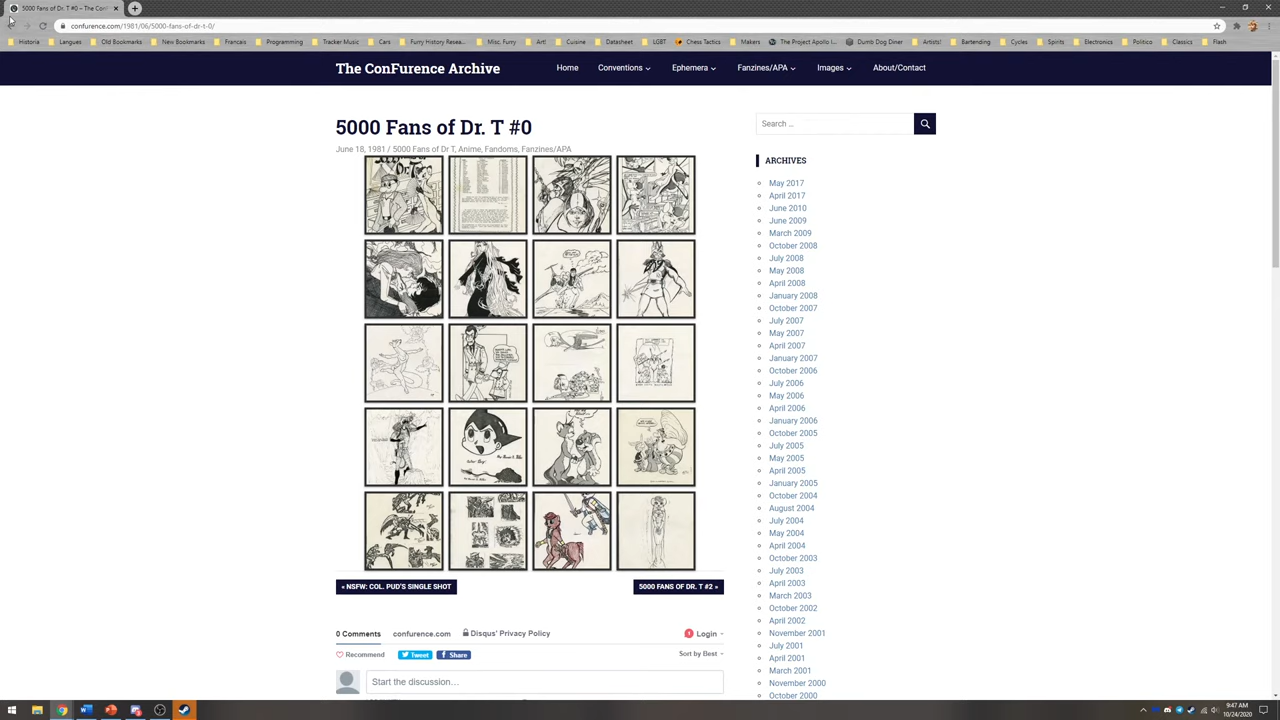 5000 Fans of Dr. T #0 – The Conf
confurence.com/1981/06/5000-fans-of-dr-t-0/
Historia Langues Old Bookmarks New Bookmarks Francais Programming Tracker Music Cars Furry History Resea... Misc. Furry Art! Cuisine Datasheet LGBT Chess Tactics Makers The Project Apollo I... Dumb Dog Diner Artists! Bartending Cycles Spirits Electronics Politico Classics Flash
The ConFurence Archive
Home Conventions Ephemera Fanzines/APA Images About/Contact
5000 Fans of Dr. T #0
June 18, 1981 / 5000 Fans of Dr T, Anime, Fandoms, Fanzines/APA
« NSFW: COL. PUD'S SINGLE SHOT
5000 FANS OF DR. T #2 »
0 Comments confurence.com Disqus' Privacy Policy Login
Recommend Tweet Share Sort by Best
Start the discussion…
Search …
ARCHIVES
May 2017
April 2017
June 2010
June 2009
March 2009
October 2008
July 2008
May 2008
April 2008
January 2008
October 2007
July 2007
May 2007
April 2007
January 2007
October 2006
July 2006
May 2006
April 2006
January 2006
October 2005
July 2005
May 2005
April 2005
January 2005
October 2004
August 2004
July 2004
May 2004
April 2004
October 2003
July 2003
April 2003
March 2003
October 2002
April 2002
November 2001
July 2001
April 2001
March 2001
November 2000
October 2000
9:47 AM
10/24/2020